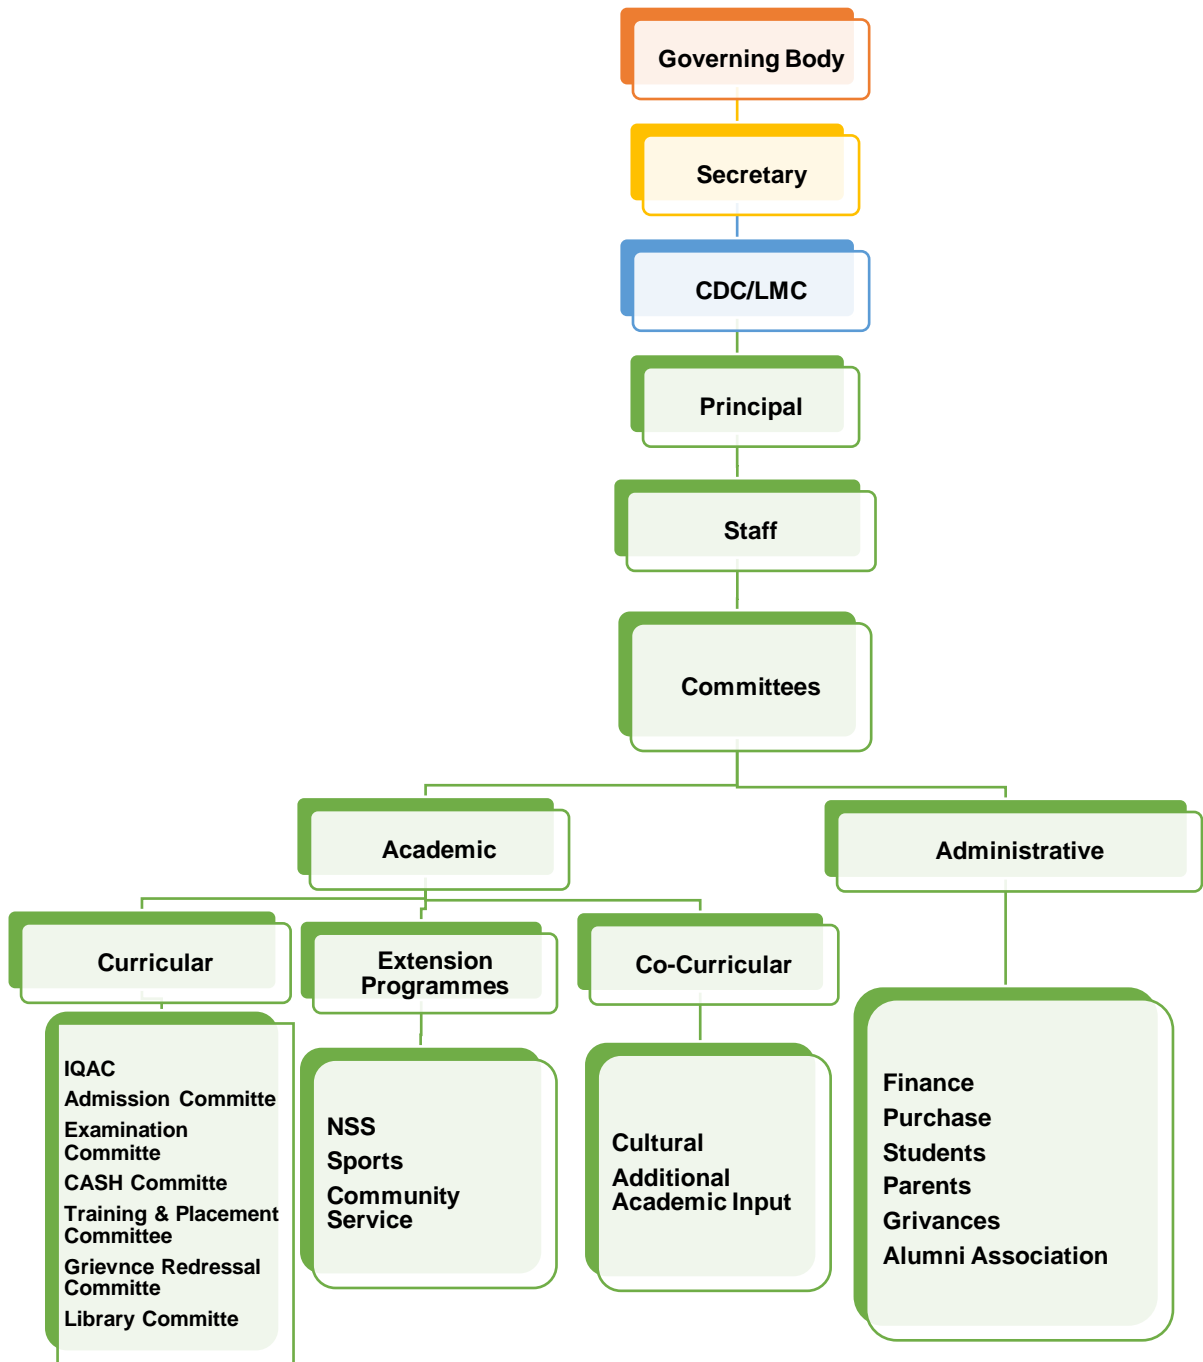 Governing Body
Secretary
CDC/LMC
Principal
Staff
Committees
Academic
Administrative
Curricular
Extension
Programmes
Co-Curricular
IQAC
Admission Committe
Examination
Committe
CASH Committe
Training & Placement
Committee
Grievnce Redressal
Committee
Library Committe
NSS
Sports
Community
Service
Cultural
Additional
Academic Input
Finance
Purchase
Students
Parents
Grivances
Alumni Association